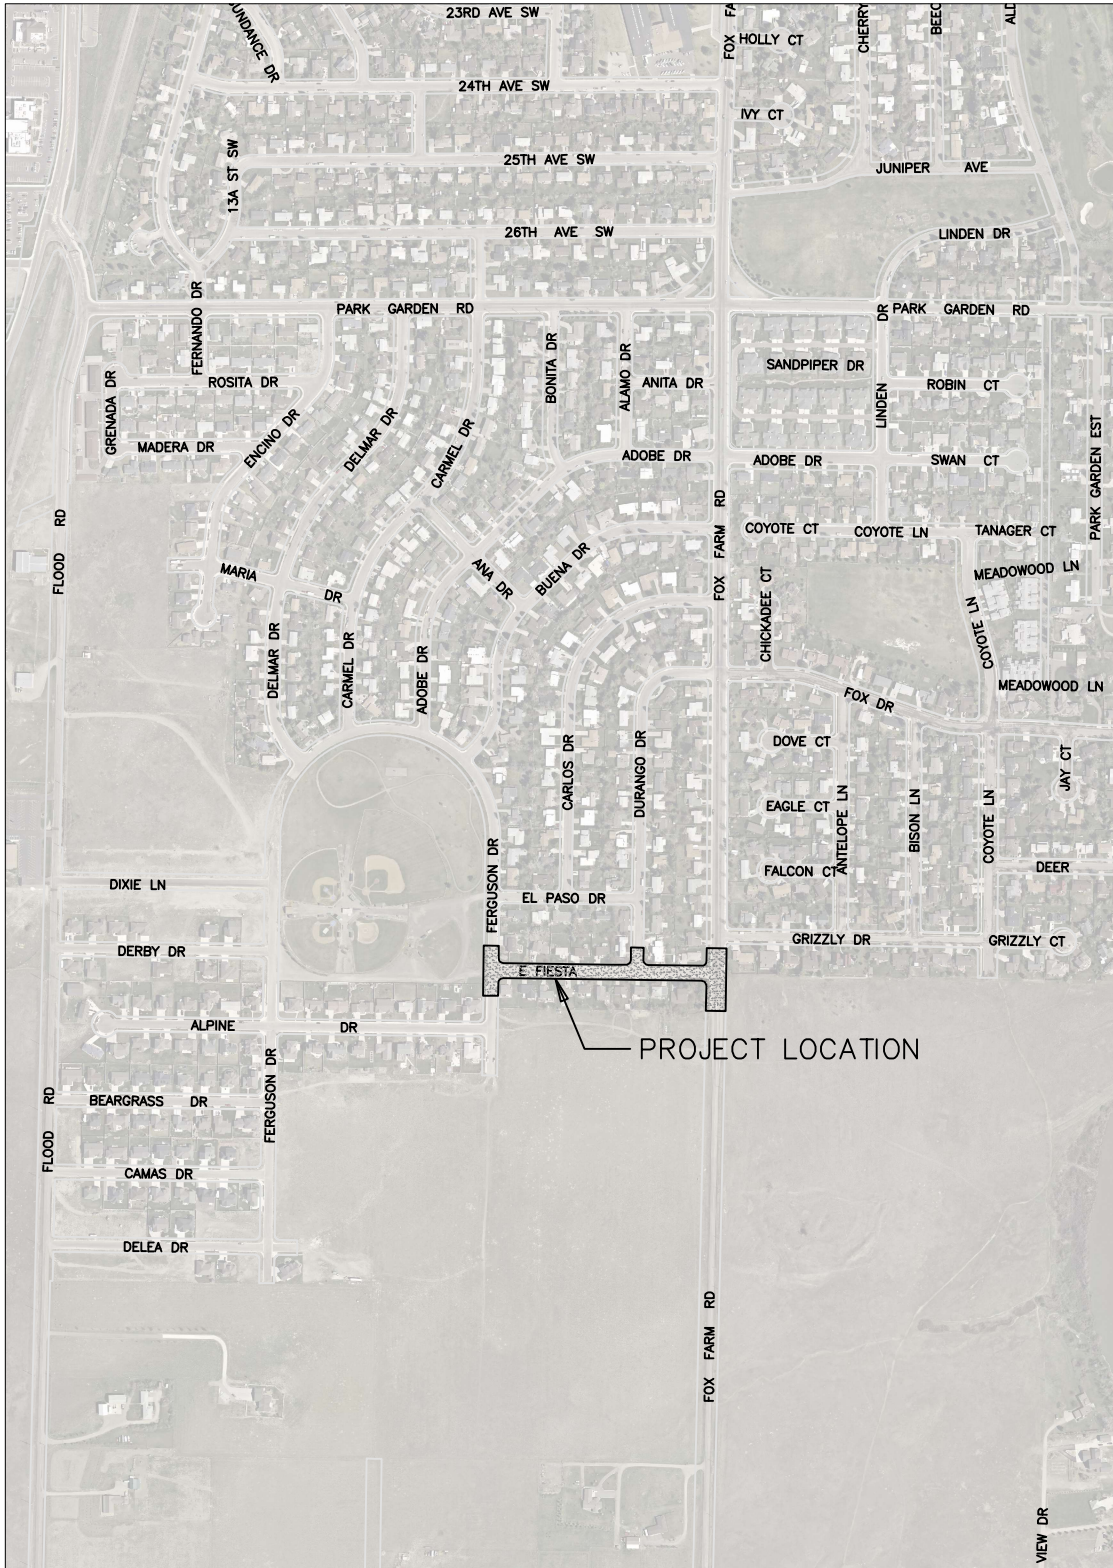 23RD AVE SW
FOX FA
HOLLY CT
CHERRY
BEEC
ALD
UNDANCE DR
24TH AVE SW
IVY CT
13A ST SW
25TH AVE SW
JUNIPER AVE
26TH AVE SW
LINDEN DR
FERNANDO DR
PARK GARDEN RD
LINDEN DR
PARK GARDEN RD
GRENADA DR
ROSITA DR
BONITA DR
ALAMO DR
ANITA DR
SANDPIPER DR
ROBIN CT
MADERA DR
ENCINO DR
DELMAR DR
CARMEL DR
ADOBE DR
ADOBE DR
SWAN CT
PARK GARDEN EST
FLOOD RD
FOX FARM RD
COYOTE CT
COYOTE LN
TANAGER CT
MARIA DR
ANA DR
BUENA DR
CHICKADEE CT
MEADOWOOD LN
COYOTE LN
DELMAR DR
CARMEL DR
ADOBE DR
MEADOWOOD LN
FOX DR
CARLOS DR
DURANGO DR
DOVE CT
JAY CT
EAGLE CT
ANTELOPE LN
BISON LN
COYOTE LN
DIXIE LN
FERGUSON DR
EL PASO DR
FALCON CT
DEER
DERBY DR
GRIZZLY DR
GRIZZLY CT
E FIESTA
ALPINE DR
PROJECT LOCATION
FLOOD RD
BEARGRASS DR
FERGUSON DR
CAMAS DR
DELEA DR
FOX FARM RD
VIEW DR